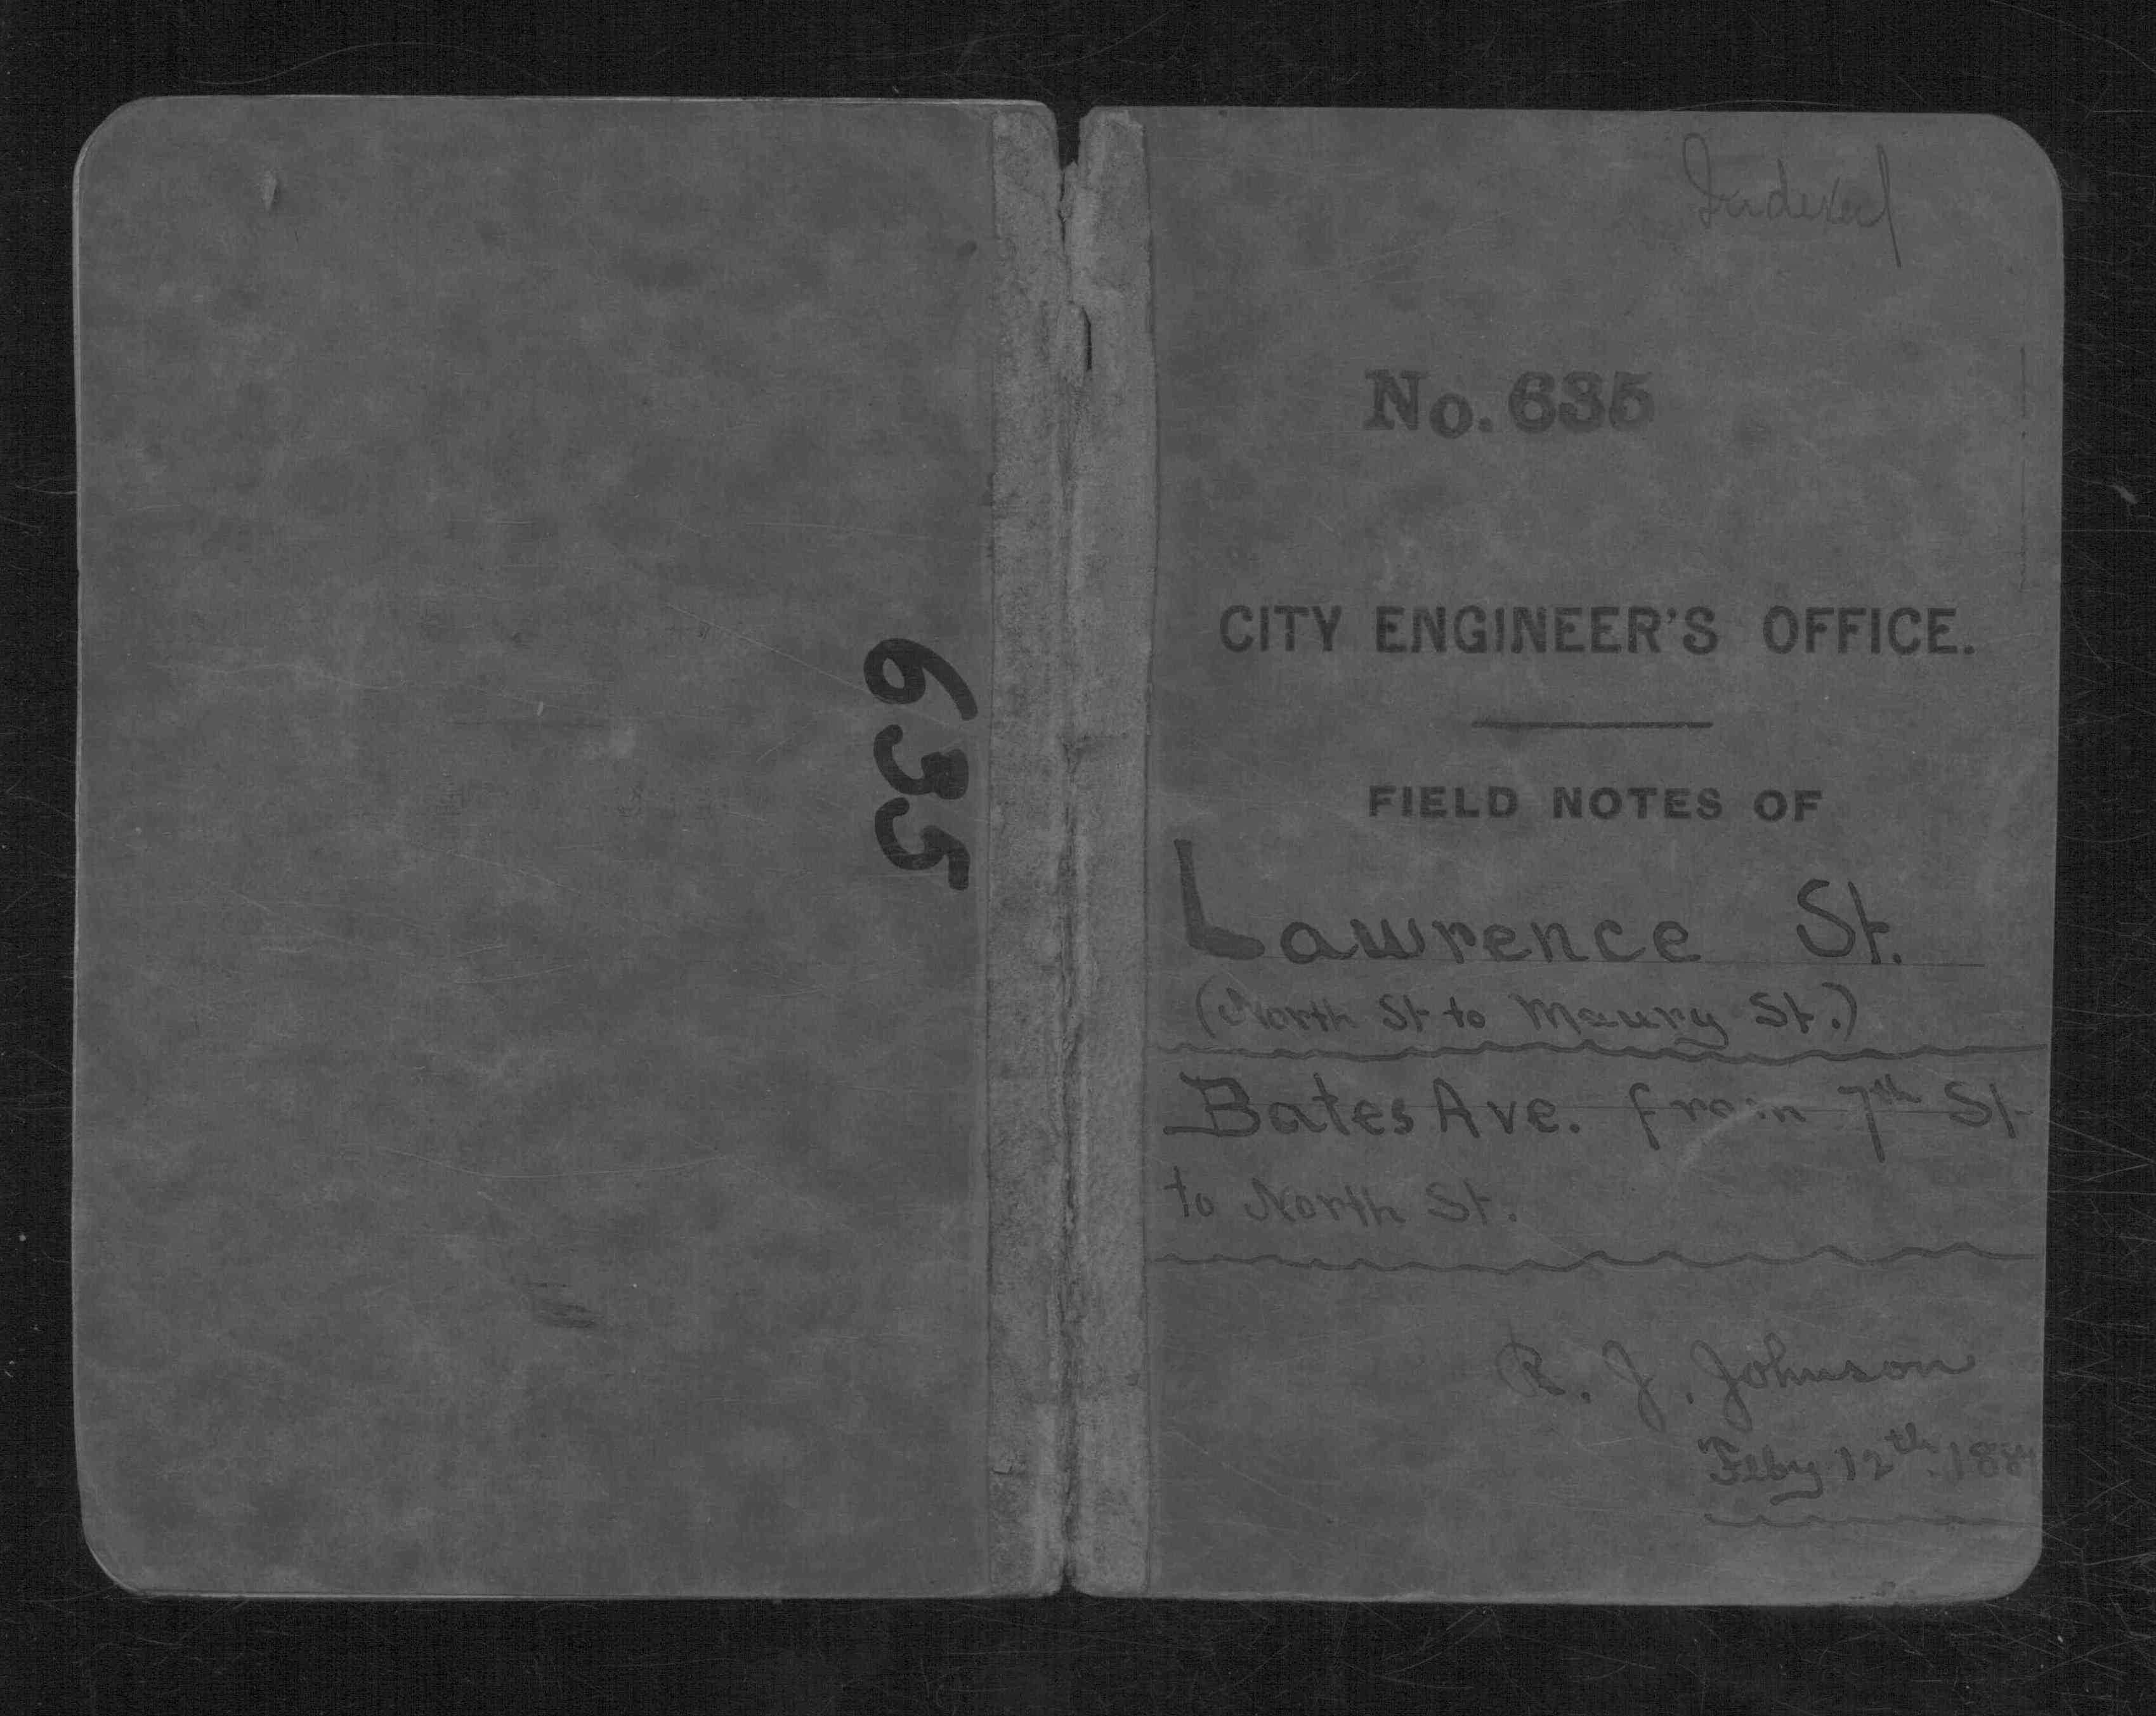 635
Indexed
No. 635
CITY ENGINEER'S OFFICE.
FIELD NOTES OF
Lawrence St.
(North St to Maury St.)
Bates Ave. from 7th St
to North St.
R. J. Johnson
Feby 12th